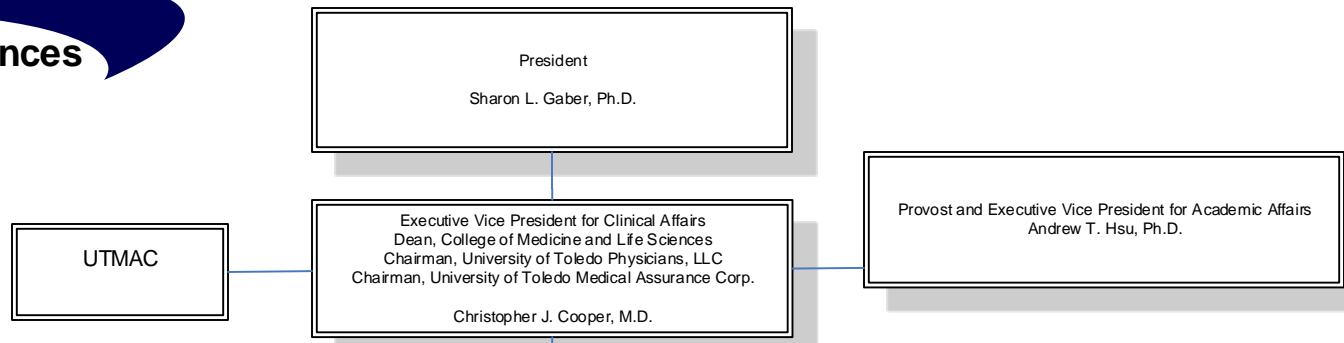 nces
President
Sharon L. Gaber, Ph.D.
Executive Vice President for Clinical Affairs
Dean, College of Medicine and Life Sciences
Chairman, University of Toledo Physicians, LLC
Chairman, University of Toledo Medical Assurance Corp.
Christopher J. Cooper, M.D.
UTMAC
Provost and Executive Vice President for Academic Affairs
Andrew T. Hsu, Ph.D.